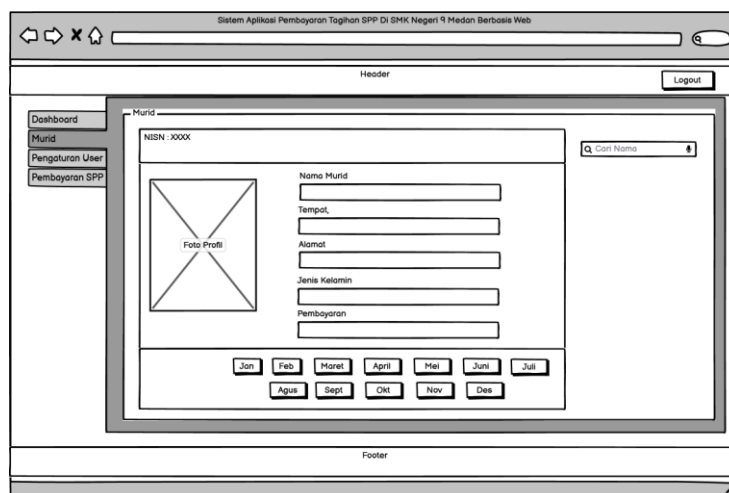 Sistem Aplikasi Pembayaran Tagihan SPP Di SMK Negeri 9 Medan Berbasis Web
Header
Logout
Dashboard
Murid
Pengaturan User
Pembayaran SPP
Murid
NISN : XXXX
Cari Nama
Foto Profil
Nama Murid
Tempat,
Alamat
Jenis Kelamin
Pembayaran
Jan Feb Maret April Mei Juni Juli
Agus Sept Okt Nov Des
Footer